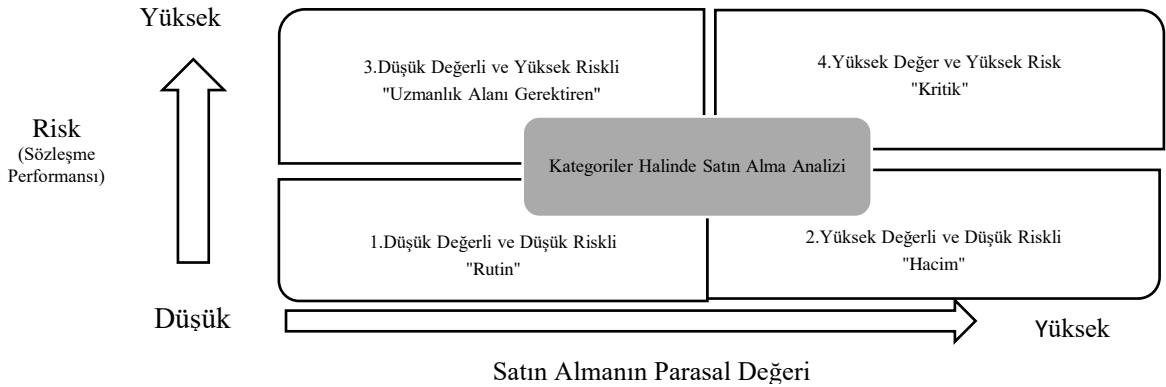 Yüksek
3.Düşük Değerli ve Yüksek Riskli
"Uzmanlık Alanı Gerektiren"
4.Yüksek Değer ve Yüksek Risk
"Kritik"
Risk
(Sözleşme
Performansı)
Kategoriler Halinde Satın Alma Analizi
1.Düşük Değerli ve Düşük Riskli
"Rutin"
2.Yüksek Değerli ve Düşük Riskli
"Hacim"
Düşük
Yüksek
Satın Almanın Parasal Değeri